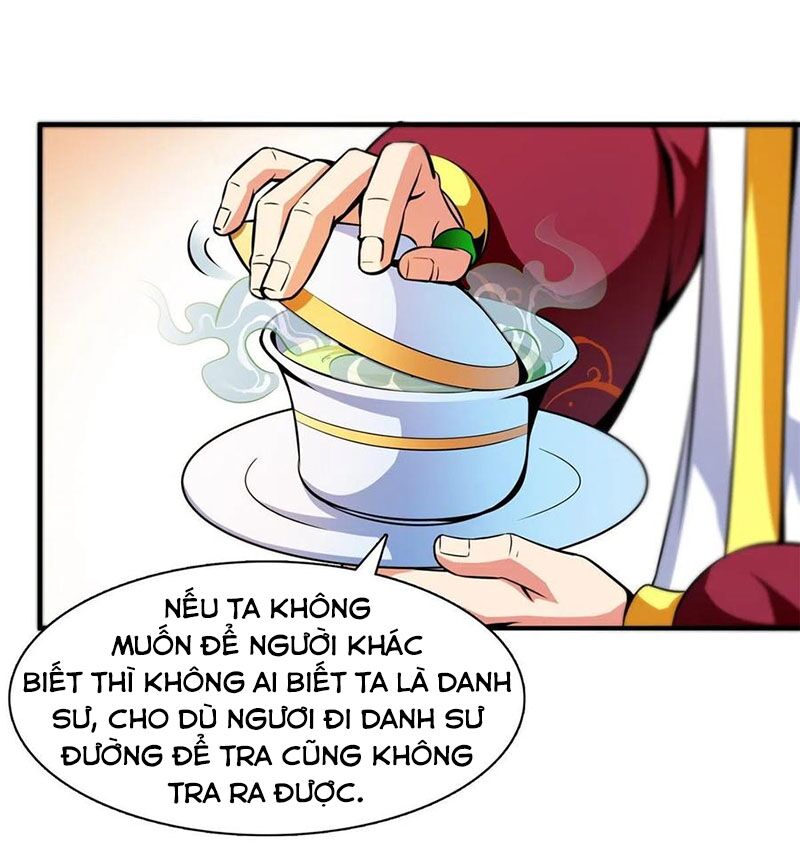 NẾU TA KHÔNG
MUỐN ĐỂ NGƯỜI KHÁC
BIẾT THÌ KHÔNG AI BIẾT TA LÀ DANH
SƯ, CHO DÙ NGƯƠI ĐI DANH SƯ
ĐƯỜNG ĐỂ TRA CŨNG KHÔNG
TRA RA ĐƯỢC.